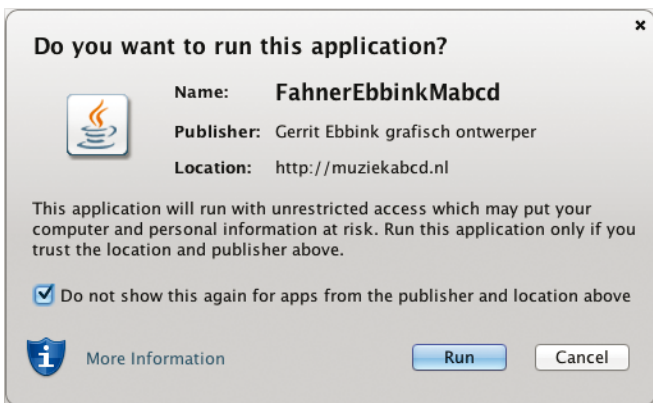 Do you want to run this application?
Name: FahnerEbbinkMabcd
Publisher: Gerrit Ebbink grafisch ontwerper
Location: http://muziekabcd.nl
This application will run with unrestricted access which may put your
computer and personal information at risk. Run this application only if you
trust the location and publisher above.
Do not show this again for apps from the publisher and location above
More Information Run Cancel